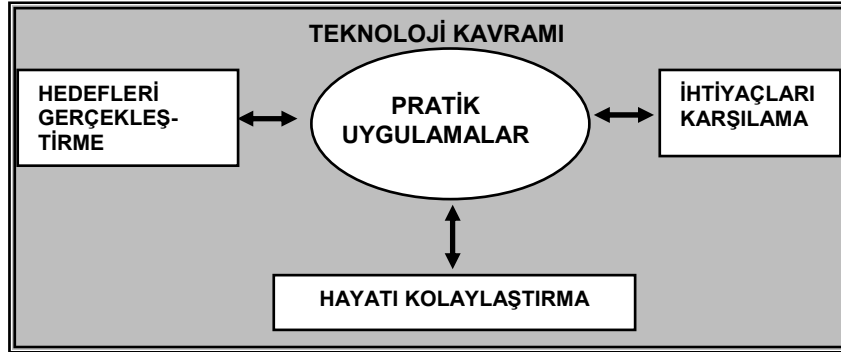 TEKNOLOJİ KAVRAMI
HEDEFLERİ
GERÇEKLEŞ-
TİRME
PRATİK
UYGULAMALAR
İHTİYAÇLARI
KARŞILAMA
HAYATI KOLAYLAŞTIRMA